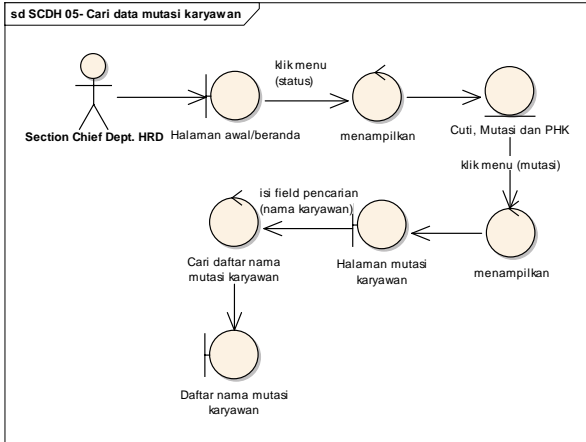 sd SCDH 05- Cari data mutasi karyawan
klik menu
(status)
Section Chief Dept. HRD
Halaman awal/beranda
menampilkan
Cuti, Mutasi dan PHK
klik menu (mutasi)
isi field pencarian
(nama karyawan)
Cari daftar nama
mutasi karyawan
Halaman mutasi
karyawan
menampilkan
Daftar nama mutasi
karyawan